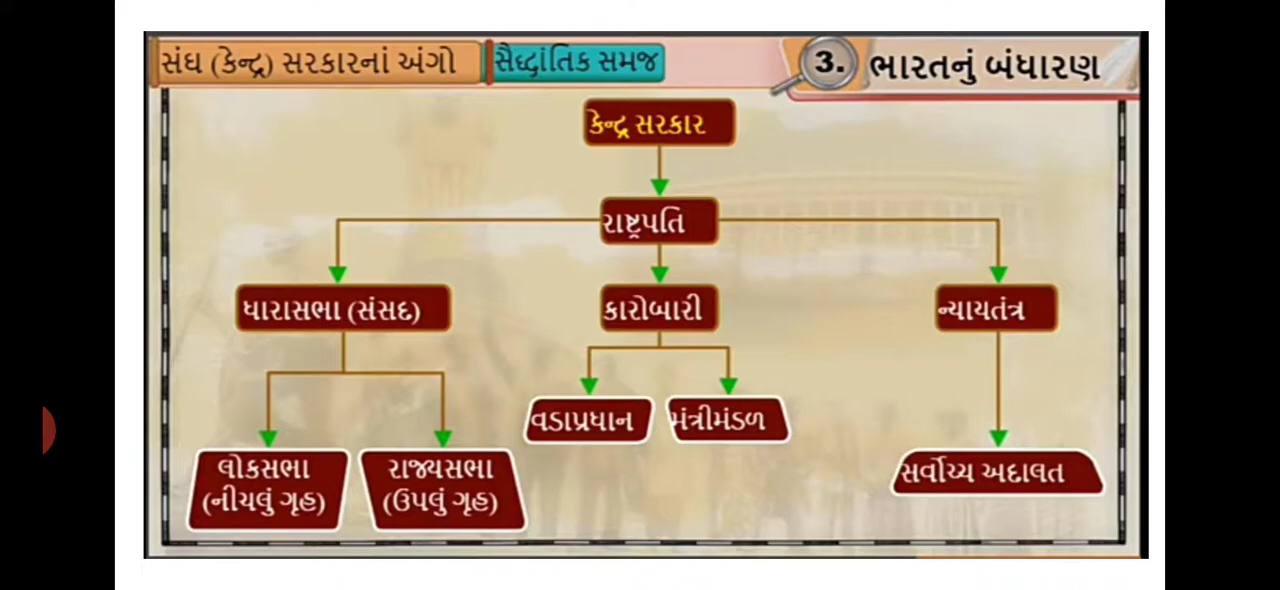 સંઘ (કેન્દ્ર) સરકારનાં અંગો
સૈદ્ધાંતિક સમજ
3.
ભારતનું બંધારણ
કેન્દ્ર સરકાર
રાષ્ટ્રપતિ
ધારાસભા (સંસદ)
કારોબારી
ન્યાયતંત્ર
વડાપ્રધાન
મંત્રીમંડળ
લોકસભા
(નીચલું ગૃહ)
રાજ્યસભા
(ઉપલું ગૃહ)
સર્વોચ્ચ અદાલત